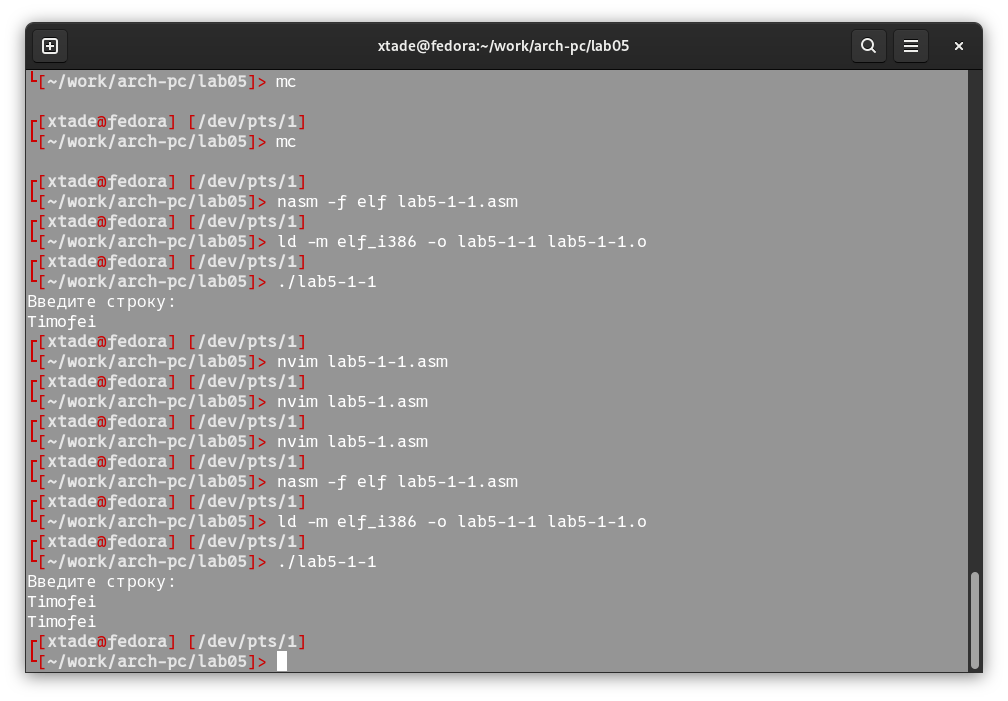 xtade@fedora:~/work/arch-pc/lab05
[~/work/arch-pc/lab05]> mc
[xtade@fedora] [/dev/pts/1]
[~/work/arch-pc/lab05]> mc
[xtade@fedora] [/dev/pts/1]
[~/work/arch-pc/lab05]> nasm -f elf lab5-1-1.asm
[xtade@fedora] [/dev/pts/1]
[~/work/arch-pc/lab05]> ld -m elf_i386 -o lab5-1-1 lab5-1-1.o
[xtade@fedora] [/dev/pts/1]
[~/work/arch-pc/lab05]> ./lab5-1-1
Введите строку:
Timofei
[xtade@fedora] [/dev/pts/1]
[~/work/arch-pc/lab05]> nvim lab5-1-1.asm
[xtade@fedora] [/dev/pts/1]
[~/work/arch-pc/lab05]> nvim lab5-1.asm
[xtade@fedora] [/dev/pts/1]
[~/work/arch-pc/lab05]> nvim lab5-1.asm
[xtade@fedora] [/dev/pts/1]
[~/work/arch-pc/lab05]> nasm -f elf lab5-1-1.asm
[xtade@fedora] [/dev/pts/1]
[~/work/arch-pc/lab05]> ld -m elf_i386 -o lab5-1-1 lab5-1-1.o
[xtade@fedora] [/dev/pts/1]
[~/work/arch-pc/lab05]> ./lab5-1-1
Введите строку:
Timofei
Timofei
[xtade@fedora] [/dev/pts/1]
[~/work/arch-pc/lab05]>